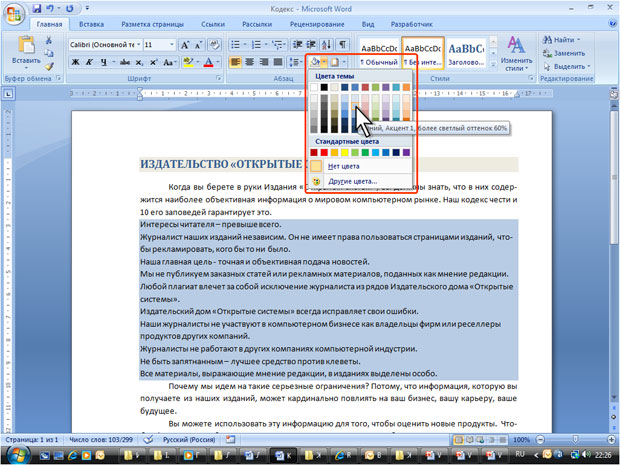 Кодекс - Microsoft Word
Главная Вставка Разметка страницы Ссылки Рассылки Рецензирование Вид Разработчик
Calibri (Основной те 11
AaBbCcDc AaBbCcDc AaBbCc
Вставить
¶ Обычный ¶ Без инте... Заголово...
Изменить стили
Найти
Заменить
Выделить
Буфер обмена Шрифт Абзац Стили Редактирование
Цвета темы
Акцент 1, более светлый оттенок 60%
Стандартные цвета
Нет цвета
Другие цвета...
ИЗДАТЕЛЬСТВО «ОТКРЫТЫЕ
Когда вы берете в руки Издания знать, что в них содер-
жится наиболее объективная информация о мировом компьютерном рынке. Наш кодекс чести и
10 его заповедей гарантирует это.
Интересы читателя – превыше всего.
Журналист наших изданий независим. Он не имеет права пользоваться страницами изданий, что-
бы рекламировать, кого бы то ни было.
Наша главная цель - точная и объективная подача новостей.
Мы не публикуем заказных статей или рекламных материалов, поданных как мнение редакции.
Любой плагиат влечет за собой исключение журналиста из рядов Издательского дома «Открытые
системы».
Издательский дом «Открытые системы» всегда исправляет свои ошибки.
Наши журналисты не участвуют в компьютерном бизнесе как владельцы фирм или реселлеры
продуктов других компаний.
Журналисты не работают в других компаниях компьютерной индустрии.
Не быть запятнанным – лучшее средство против клеветы.
Все материалы, выражающие мнение редакции, в изданиях выделены особо.
Почему мы идем на такие серьезные ограничения? Потому, что информация, которую вы
получаете из наших изданий, может кардинально повлиять на ваш бизнес, вашу карьеру, ваше
будущее.
Вы можете использовать эту информацию для того, чтобы оценить новые продукты. Что-
Страница: 1 из 1 Число слов: 103/299 Русский (Россия) 100%
RU 22:26